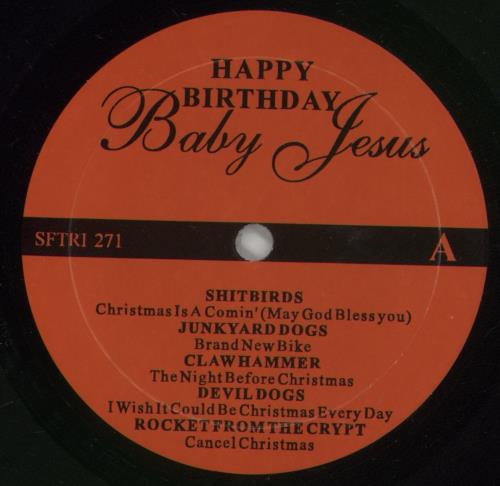 HAPPY
BIRTHDAY
Baby Jesus
SFTRI 271 A
SHITBIRDS
Christmas Is A Comin' (May God Bless you)
JUNKYARD DOGS
Brand New Bike
CLAWHAMMER
The Night Before Christmas
DEVIL DOGS
I Wish It Could Be Christmas Every Day
ROCKET FROM THE CRYPT
Cancel Christmas